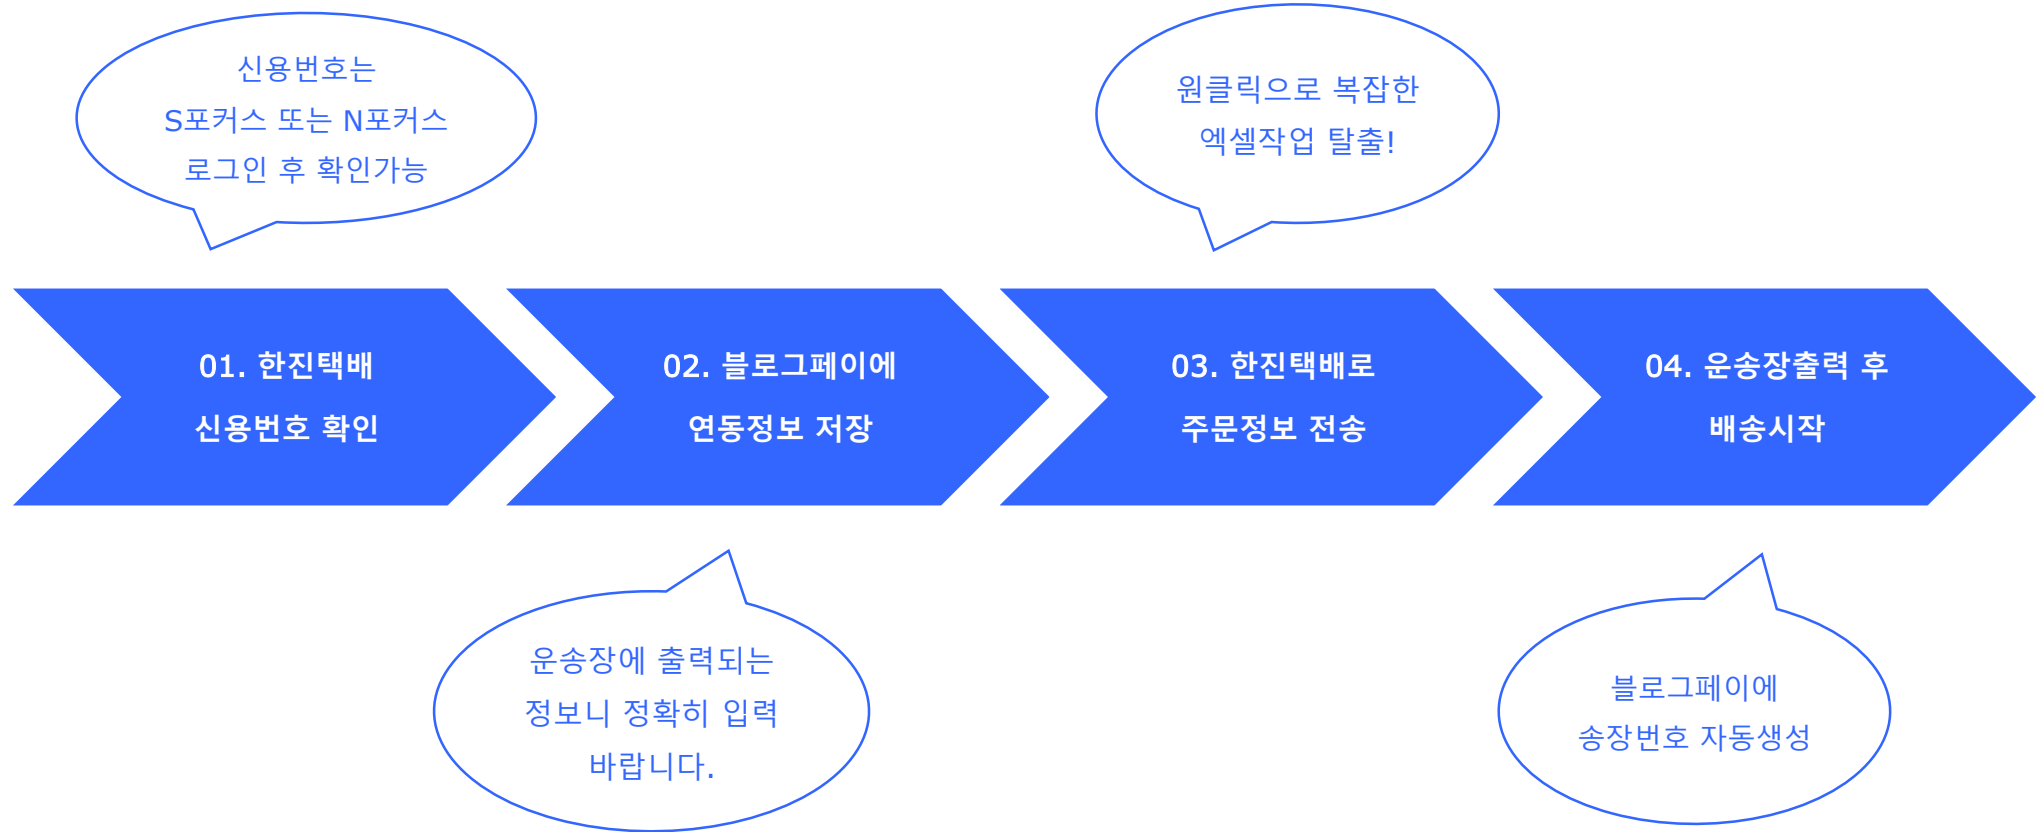 신용번호는
S포커스 또는 N포커스
로그인 후 확인가능
원클릭으로 복잡한
엑셀작업 탈출!
01. 한진택배
신용번호 확인
02. 블로그페이에
연동정보 저장
03. 한진택배로
주문정보 전송
04. 운송장출력 후
배송시작
운송장에 출력되는
정보니 정확히 입력
바랍니다.
블로그페이에
송장번호 자동생성